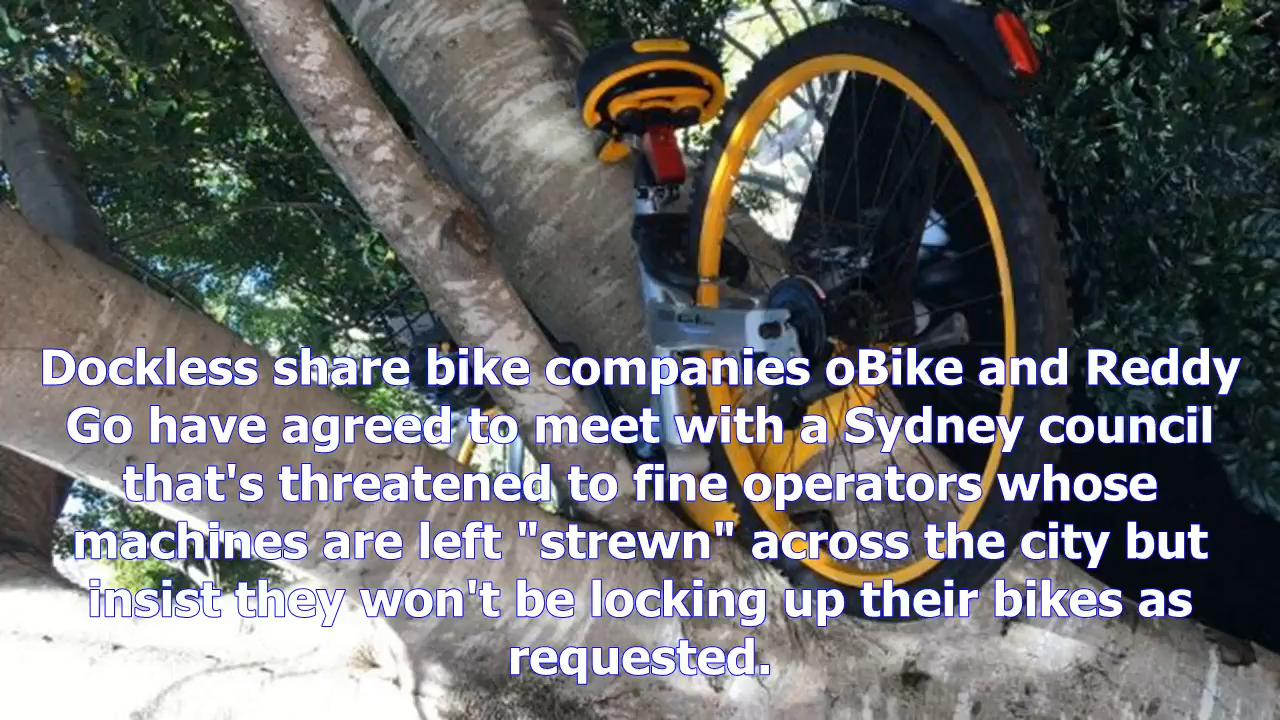 Dockless share bike companies oBike and Reddy
Go have agreed to meet with a Sydney council
that's threatened to fine operators whose
machines are left "strewn" across the city but
insist they won't be locking up their bikes as
requested.